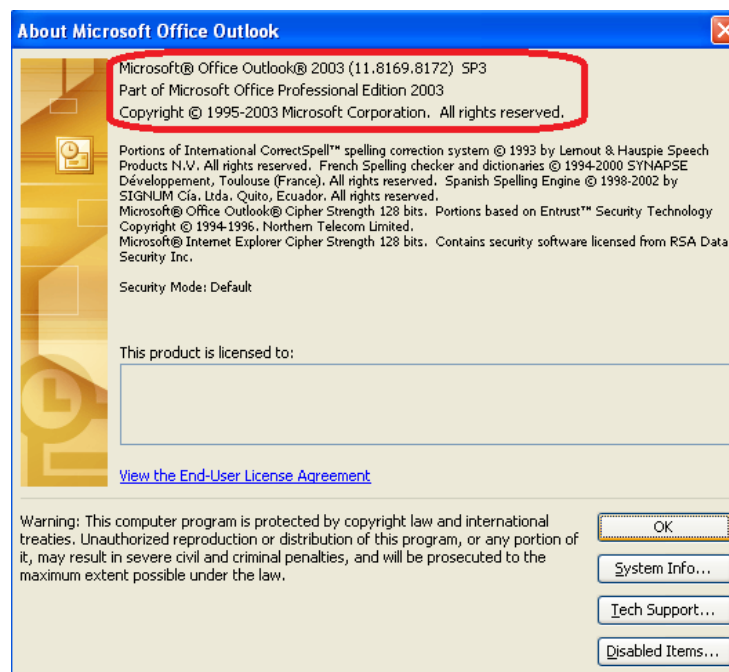 About Microsoft Office Outlook
Microsoft® Office Outlook® 2003 (11.8169.8172) SP3
Part of Microsoft Office Professional Edition 2003
Copyright © 1995-2003 Microsoft Corporation. All rights reserved.
Portions of International CorrectSpell™ spelling correction system © 1993 by Lernout & Hauspie Speech
Products N.V. All rights reserved. French Spelling checker and dictionaries © 1994-2000 SYNAPSE
Développement, Toulouse (France). All rights reserved. Spanish Spelling Engine © 1998-2002 by
SIGNUM Cía. Ltda. Quito, Ecuador. All rights reserved.
Microsoft® Office Outlook® Cipher Strength 128 bits. Portions based on Entrust™ Security Technology
Copyright © 1994-1996. Northern Telecom Limited.
Microsoft® Internet Explorer Cipher Strength 128 bits. Contains security software licensed from RSA Data
Security Inc.
Security Mode: Default
This product is licensed to:
View the End-User License Agreement
Warning: This computer program is protected by copyright law and international
treaties. Unauthorized reproduction or distribution of this program, or any portion of
it, may result in severe civil and criminal penalties, and will be prosecuted to the
maximum extent possible under the law.
OK
System Info...
Tech Support...
Disabled Items...